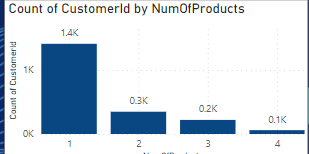 Count of CustomerId by NumOfProducts
1.4K
0.3K
0.2K
0.1K
1K
0K
Count of CustomerId
1 2 3 4